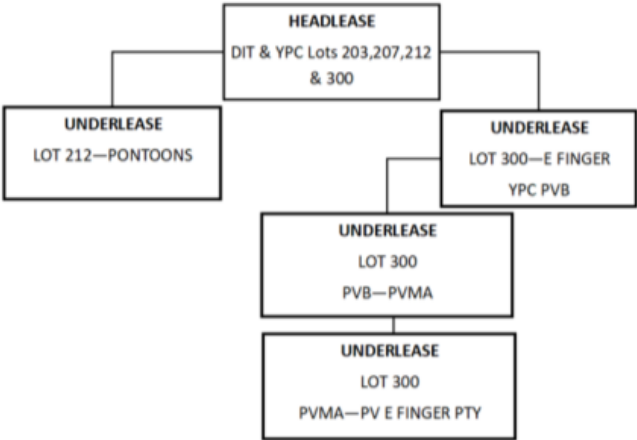 HEADLEASE
DIT & YPC Lots 203,207,212
& 300
UNDERLEASE
LOT 212—PONTOONS
UNDERLEASE
LOT 300—E FINGER
YPC PVB
UNDERLEASE
LOT 300
PVB—PVMA
UNDERLEASE
LOT 300
PVMA—PV E FINGER PTY